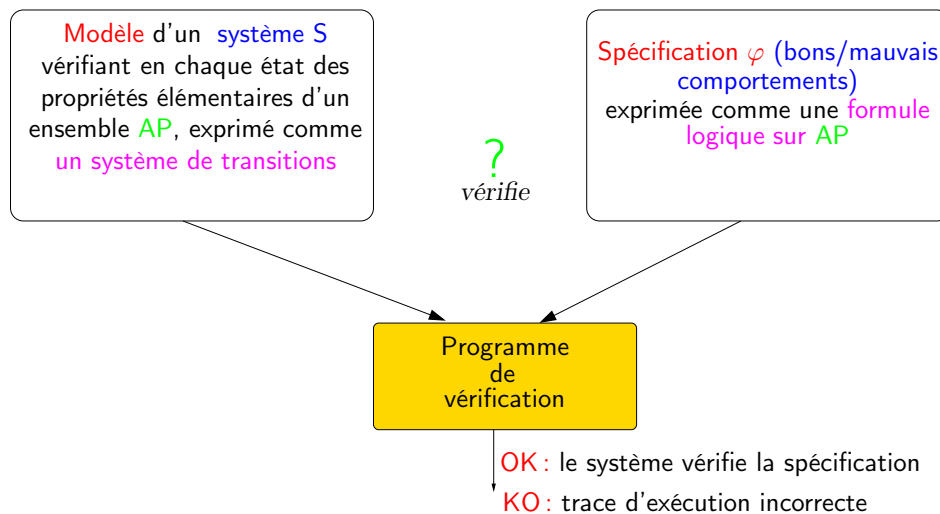 Modèle d'un système S
vérifiant en chaque état des
propriétés élémentaires d'un
ensemble AP, exprimé comme
un système de transitions
?
vérifie
Spécification φ (bons/mauvais
comportements)
exprimée comme une formule
logique sur AP
Programme
de
vérification
OK : le système vérifie la spécification
KO : trace d'exécution incorrecte